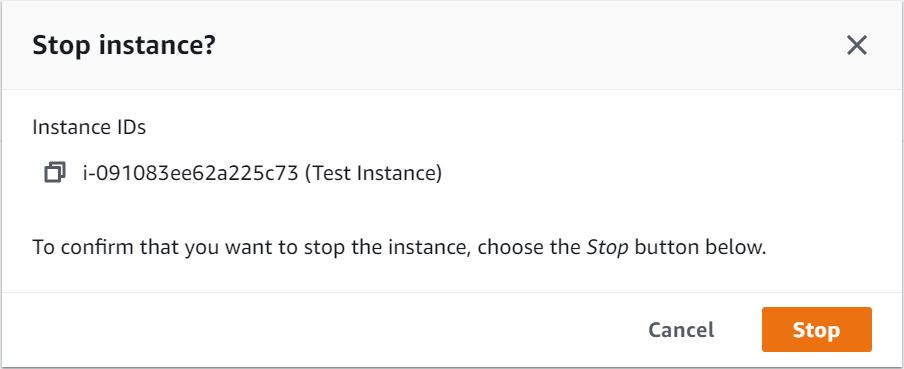 Stop instance?
Instance IDs
i-091083ee62a225c73 (Test Instance)
To confirm that you want to stop the instance, choose the Stop button below.
Cancel Stop